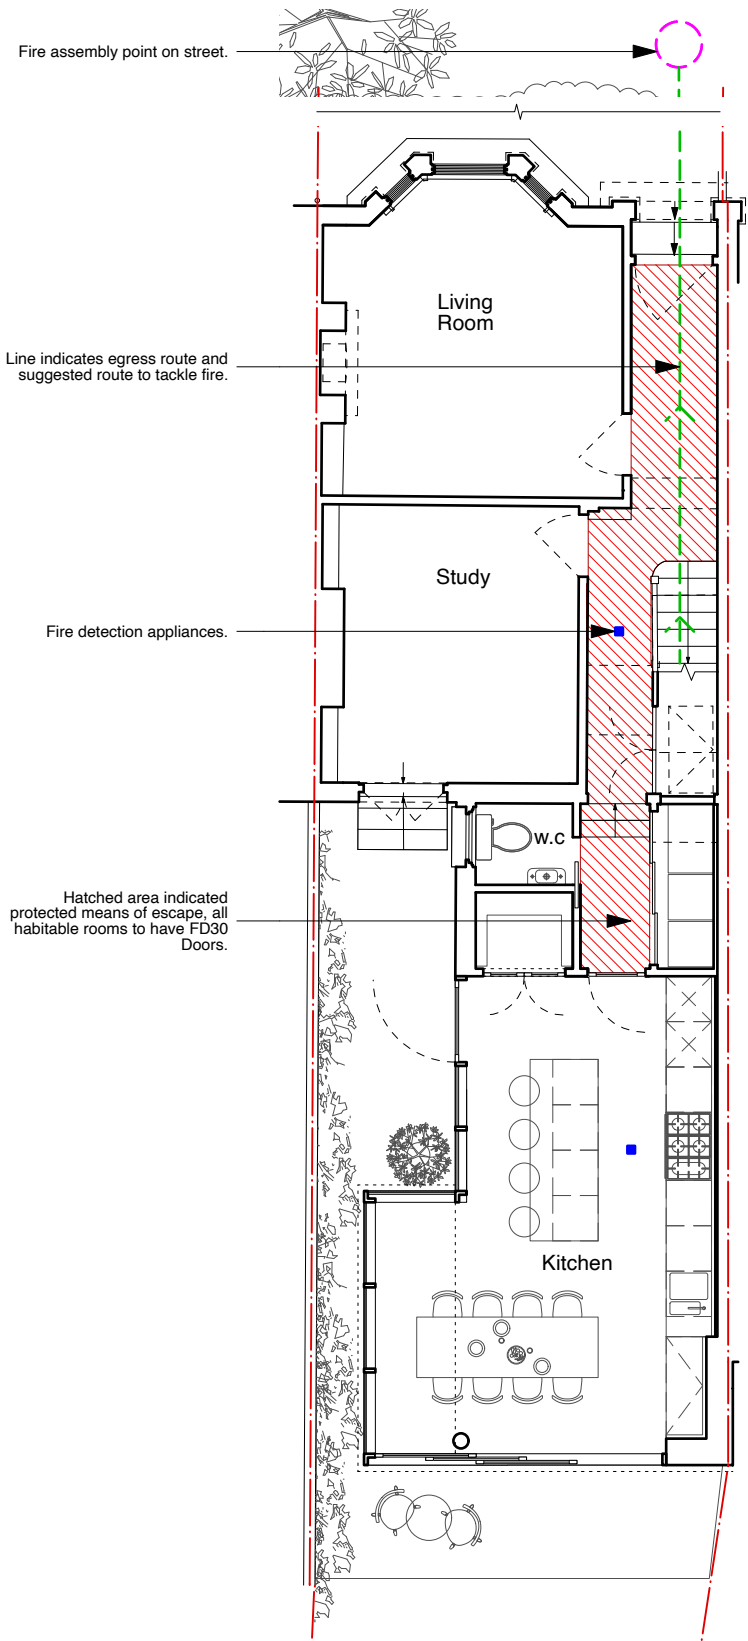 Fire assembly point on street.
Living
Room
Line indicates egress route and
suggested route to tackle fire.
Study
Fire detection appliances.
w.c
Hatched area indicated
protected means of escape, all
habitable rooms to have FD30
Doors.
Kitchen